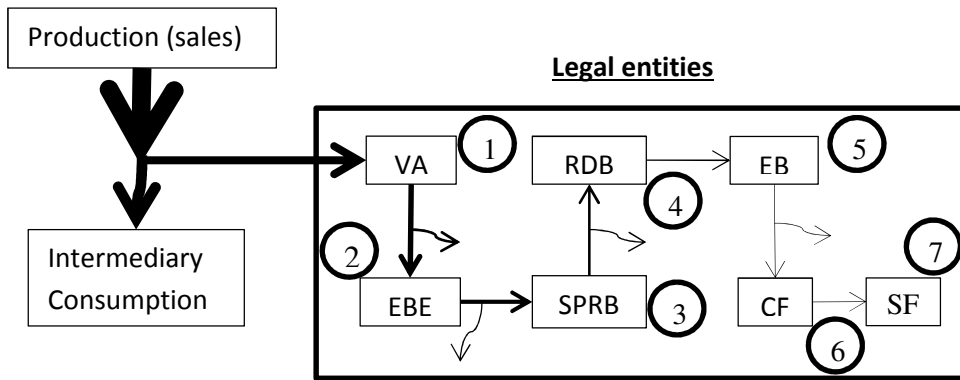 Production (sales)
Legal entities
1
5
VA
RDB
EB
4
2
7
Intermediary
Consumption
EBE
SPRB
3
CF
SF
6